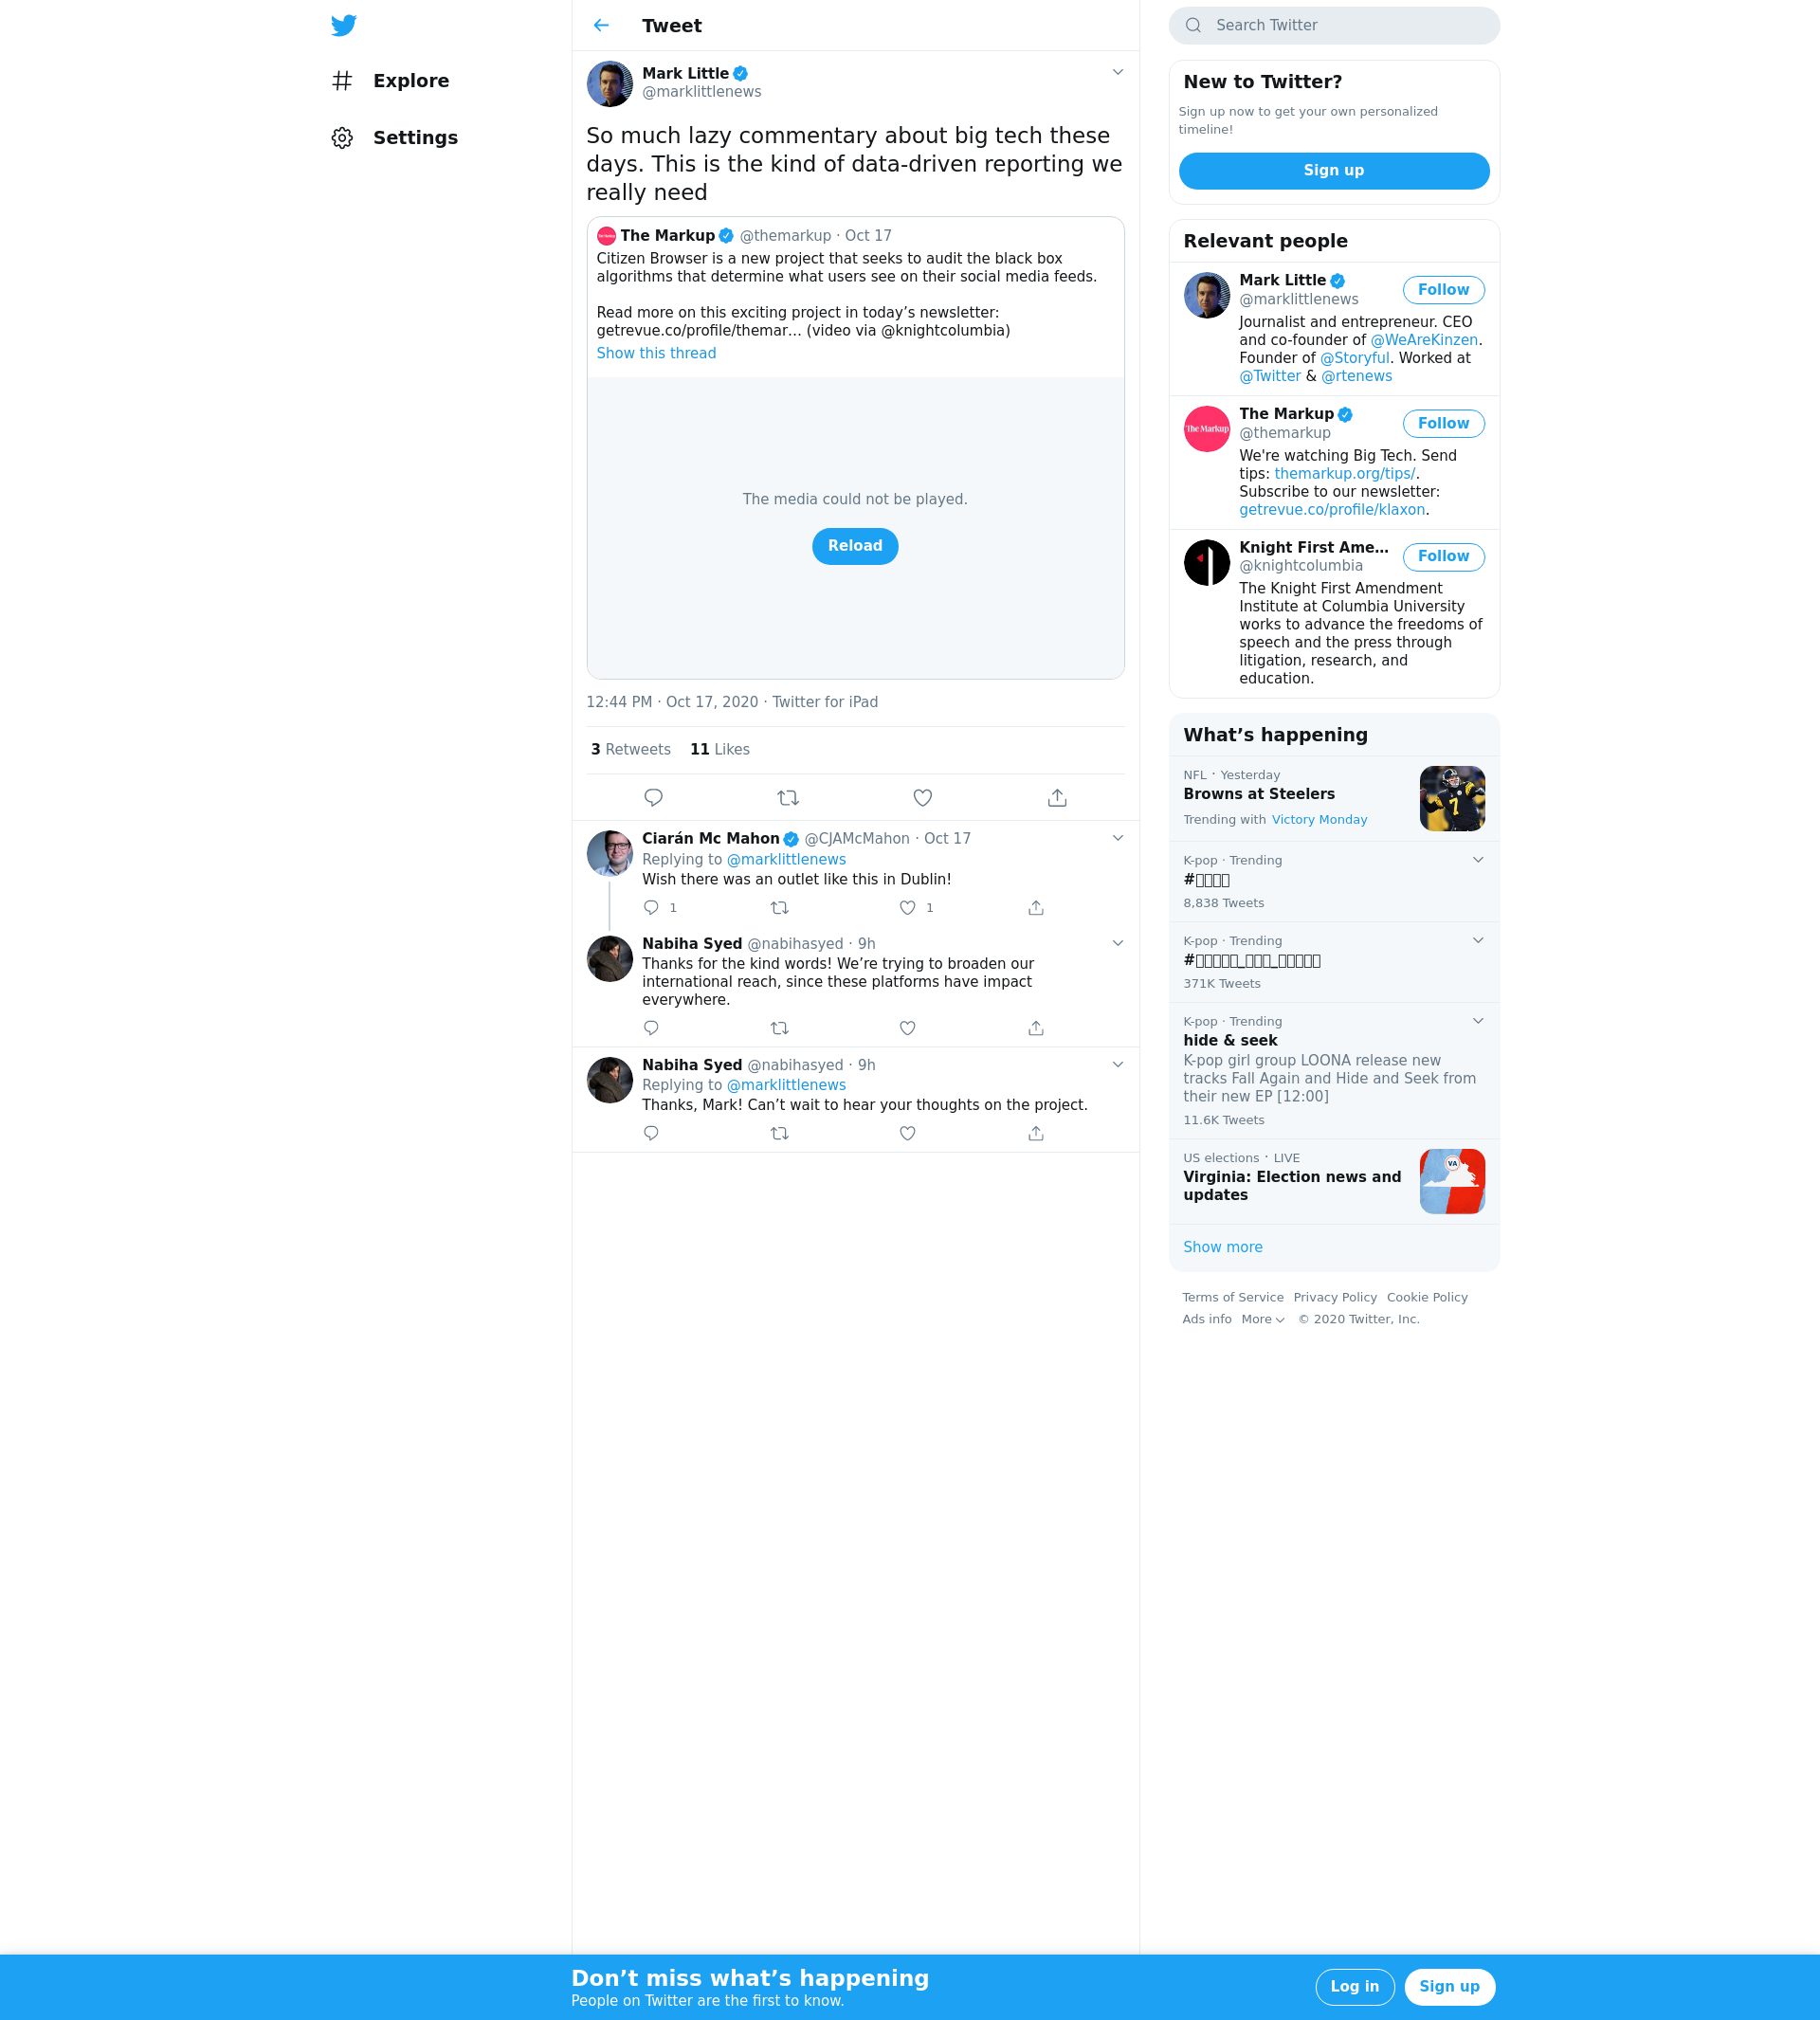 Explore
Settings
Tweet
Mark Little
@marklittlenews
So much lazy commentary about big tech these
days. This is the kind of data-driven reporting we
really need
The Markup @themarkup · Oct 17
Citizen Browser is a new project that seeks to audit the black box
algorithms that determine what users see on their social media feeds.
Read more on this exciting project in today’s newsletter:
getrevue.co/profile/themar… (video via @knightcolumbia)
Show this thread
The media could not be played.
Reload
12:44 PM · Oct 17, 2020 · Twitter for iPad
3 Retweets 11 Likes
Ciarán Mc Mahon @CJAMcMahon · Oct 17
Replying to @marklittlenews
Wish there was an outlet like this in Dublin!
1 1
Nabiha Syed @nabihasyed · 9h
Thanks for the kind words! We’re trying to broaden our
international reach, since these platforms have impact
everywhere.
Nabiha Syed @nabihasyed · 9h
Replying to @marklittlenews
Thanks, Mark! Can’t wait to hear your thoughts on the project.
Search Twitter
New to Twitter?
Sign up now to get your own personalized
timeline!
Sign up
Relevant people
Mark Little
@marklittlenews
Follow
Journalist and entrepreneur. CEO
and co-founder of @WeAreKinzen.
Founder of @Storyful. Worked at
@Twitter & @rtenews
The Markup
@themarkup
Follow
The Markup
We're watching Big Tech. Send
tips: themarkup.org/tips/.
Subscribe to our newsletter:
getrevue.co/profile/klaxon.
Knight First Ame…
@knightcolumbia
Follow
The Knight First Amendment
Institute at Columbia University
works to advance the freedoms of
speech and the press through
litigation, research, and
education.
What’s happening
NFL · Yesterday
Browns at Steelers
Trending with Victory Monday
7
K-pop · Trending
8,838 Tweets
K-pop · Trending
371K Tweets
K-pop · Trending
hide & seek
K-pop girl group LOONA release new
tracks Fall Again and Hide and Seek from
their new EP [12:00]
11.6K Tweets
US elections · LIVE
Virginia: Election news and
updates
VA
Show more
Terms of Service Privacy Policy Cookie Policy
Ads info More © 2020 Twitter, Inc.
Don’t miss what’s happening
People on Twitter are the first to know.
Log in
Sign up